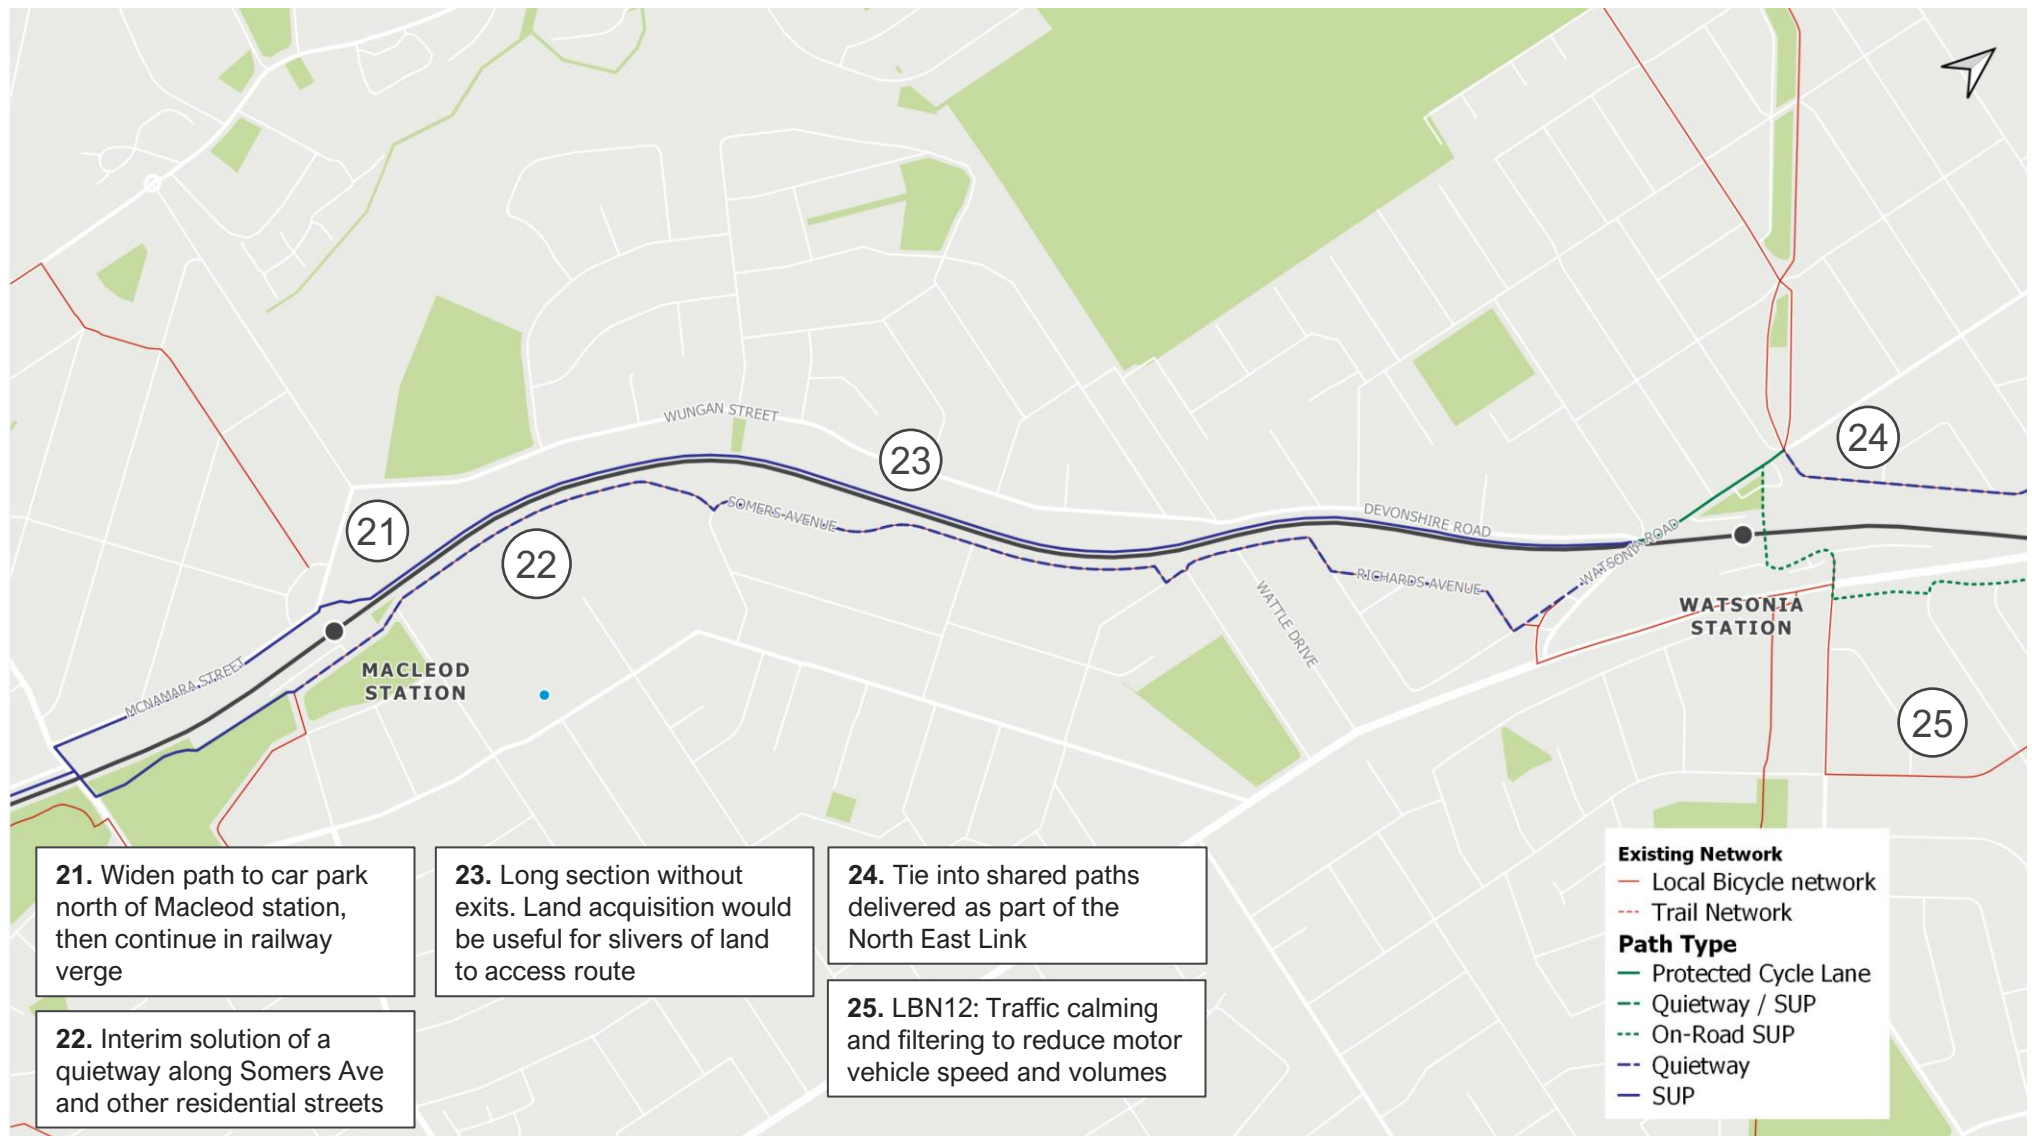 WUNGAN STREET
23
24
21
22
SOMERS AVENUE
DEVONSHIRE ROAD
WATSONIA ROAD
RICHARDS AVENUE
WATTLE DRIVE
WATSONIA
STATION
MACLEOD
STATION
MCNAMARA STREET
25
21. Widen path to car park
north of Macleod station,
then continue in railway
verge
22. Interim solution of a
quietway along Somers Ave
and other residential streets
23. Long section without
exits. Land acquisition would
be useful for slivers of land
to access route
24. Tie into shared paths
delivered as part of the
North East Link
25. LBN12: Traffic calming
and filtering to reduce motor
vehicle speed and volumes
Existing Network
Local Bicycle network
Trail Network
Path Type
Protected Cycle Lane
Quietway / SUP
On-Road SUP
Quietway
SUP